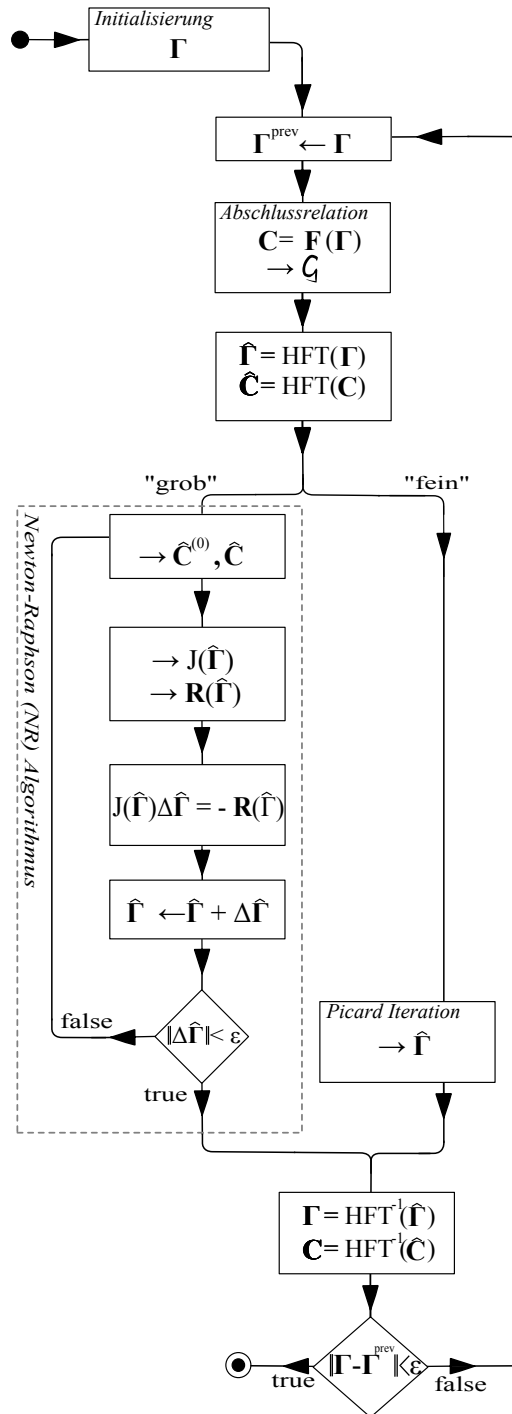 Initialisierung
Γ
Γ^prev ← Γ
Abschlussrelation
C= F(Γ)
→ G
Γ̂ = HFT(Γ)
Ĉ= HFT(C)
"grob"
"fein"
Newton-Raphson (NR) Algorithmus
→ Ĉ^(0), Ĉ
→ J(Γ̂)
→ R(Γ̂)
J(Γ̂)ΔΓ̂ = - R(Γ̂)
Γ̂ ←Γ̂ + ΔΓ̂
‖ΔΓ̂‖< ε
false
true
Picard Iteration
→ Γ̂
Γ = HFT^-1(Γ̂)
C= HFT^-1(Ĉ)
‖Γ-Γ^prev‖<ε
true
false